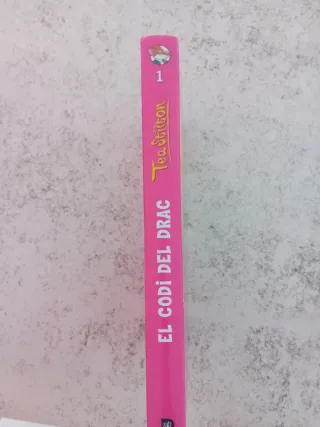 1
Tea Stilton
EL CODI DEL DRAC